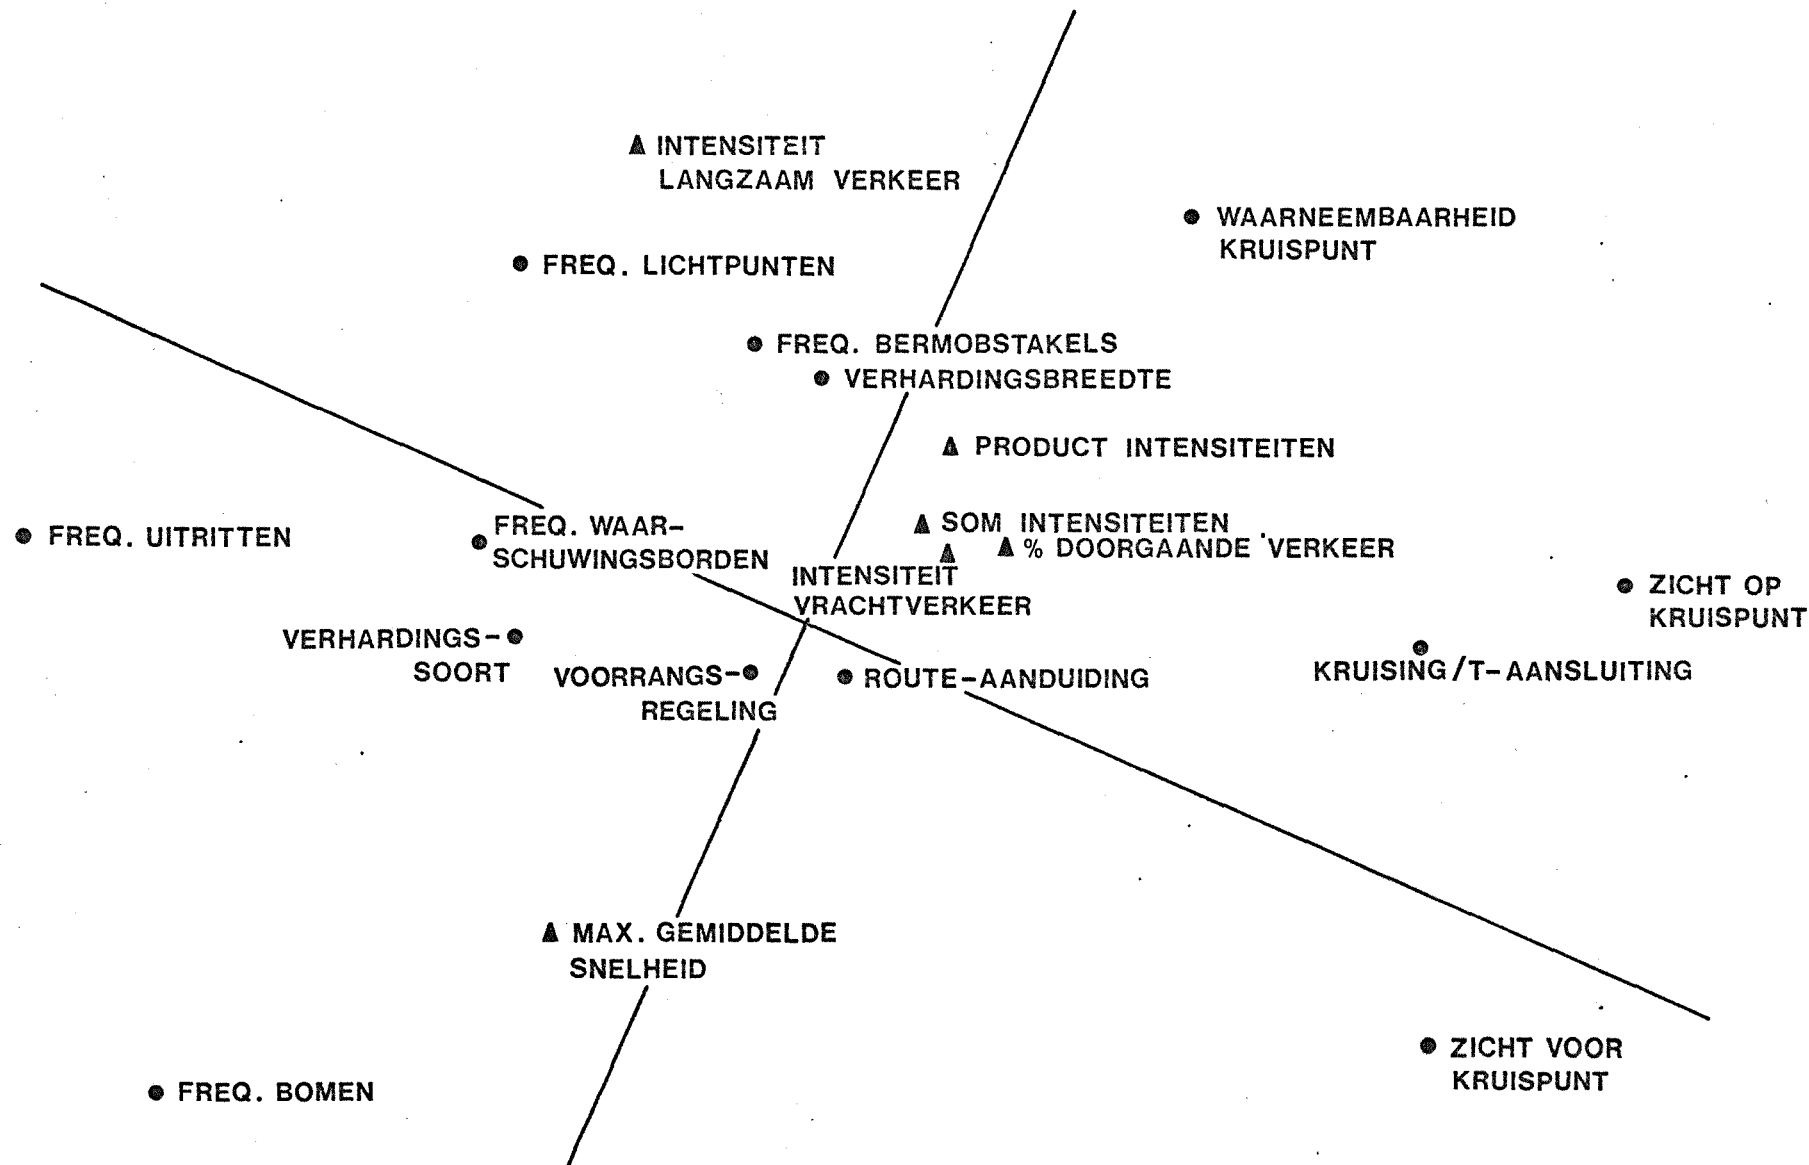 INTENSITEIT
LANGZAAM VERKEER
WAARNEEMBAARHEID
KRUISPUNT
FREQ. LICHTPUNTEN
FREQ. BERMOBSTAKELS
VERHARDINGSBREEDTE
PRODUCT INTENSITEITEN
SOM INTENSITEITEN
% DOORGAANDE VERKEER
FREQ. UITRITTEN
FREQ. WAAR-
SCHUWINGSBORDEN
INTENSITEIT
VRACHTVERKEER
ZICHT OP
KRUISPUNT
VERHARDINGS-
SOORT
VOORRANGS-
REGELING
ROUTE-AANDUIDING
KRUISING/T-AANSLUITING
MAX. GEMIDDELDE
SNELHEID
ZICHT VOOR
KRUISPUNT
FREQ. BOMEN